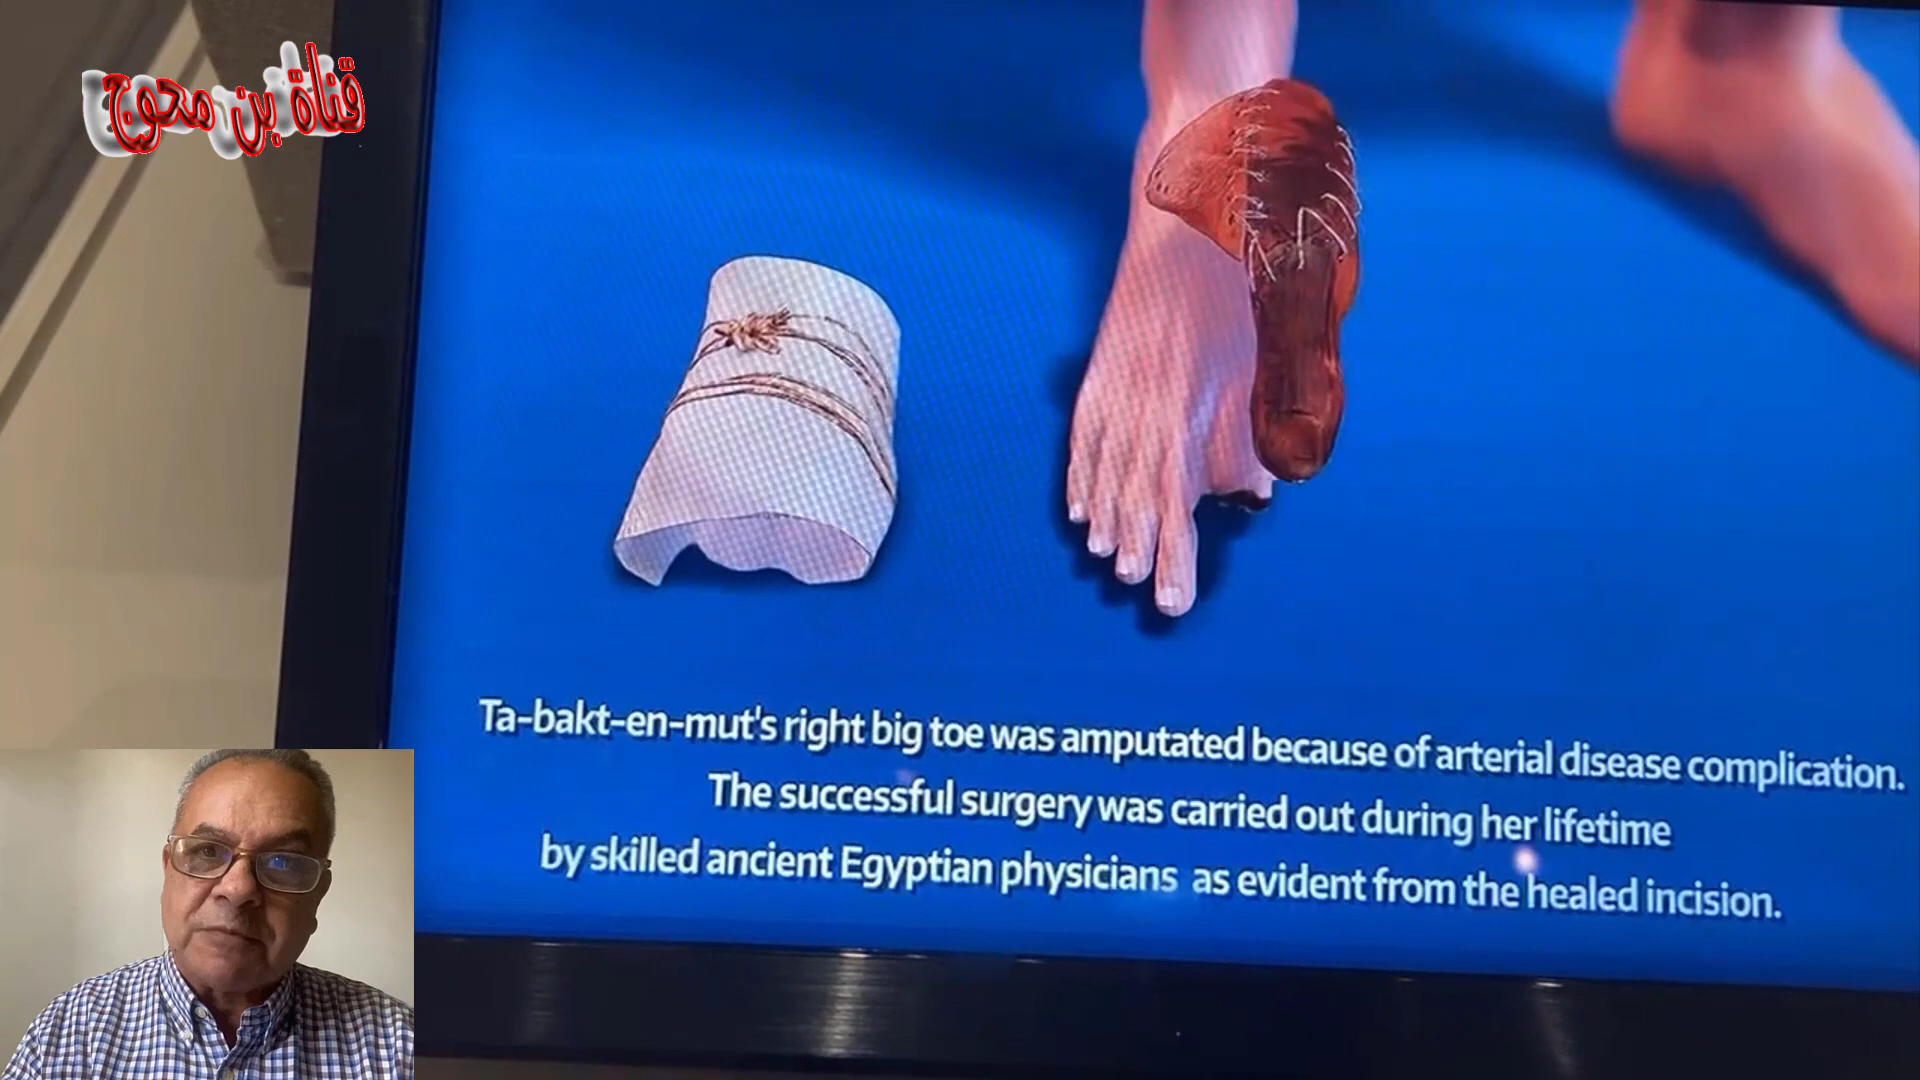 قناة بن محوج
Ta-bakt-en-mut's right big toe was amputated because of arterial disease complication.
The successful surgery was carried out during her lifetime
by skilled ancient Egyptian physicians as evident from the healed incision.